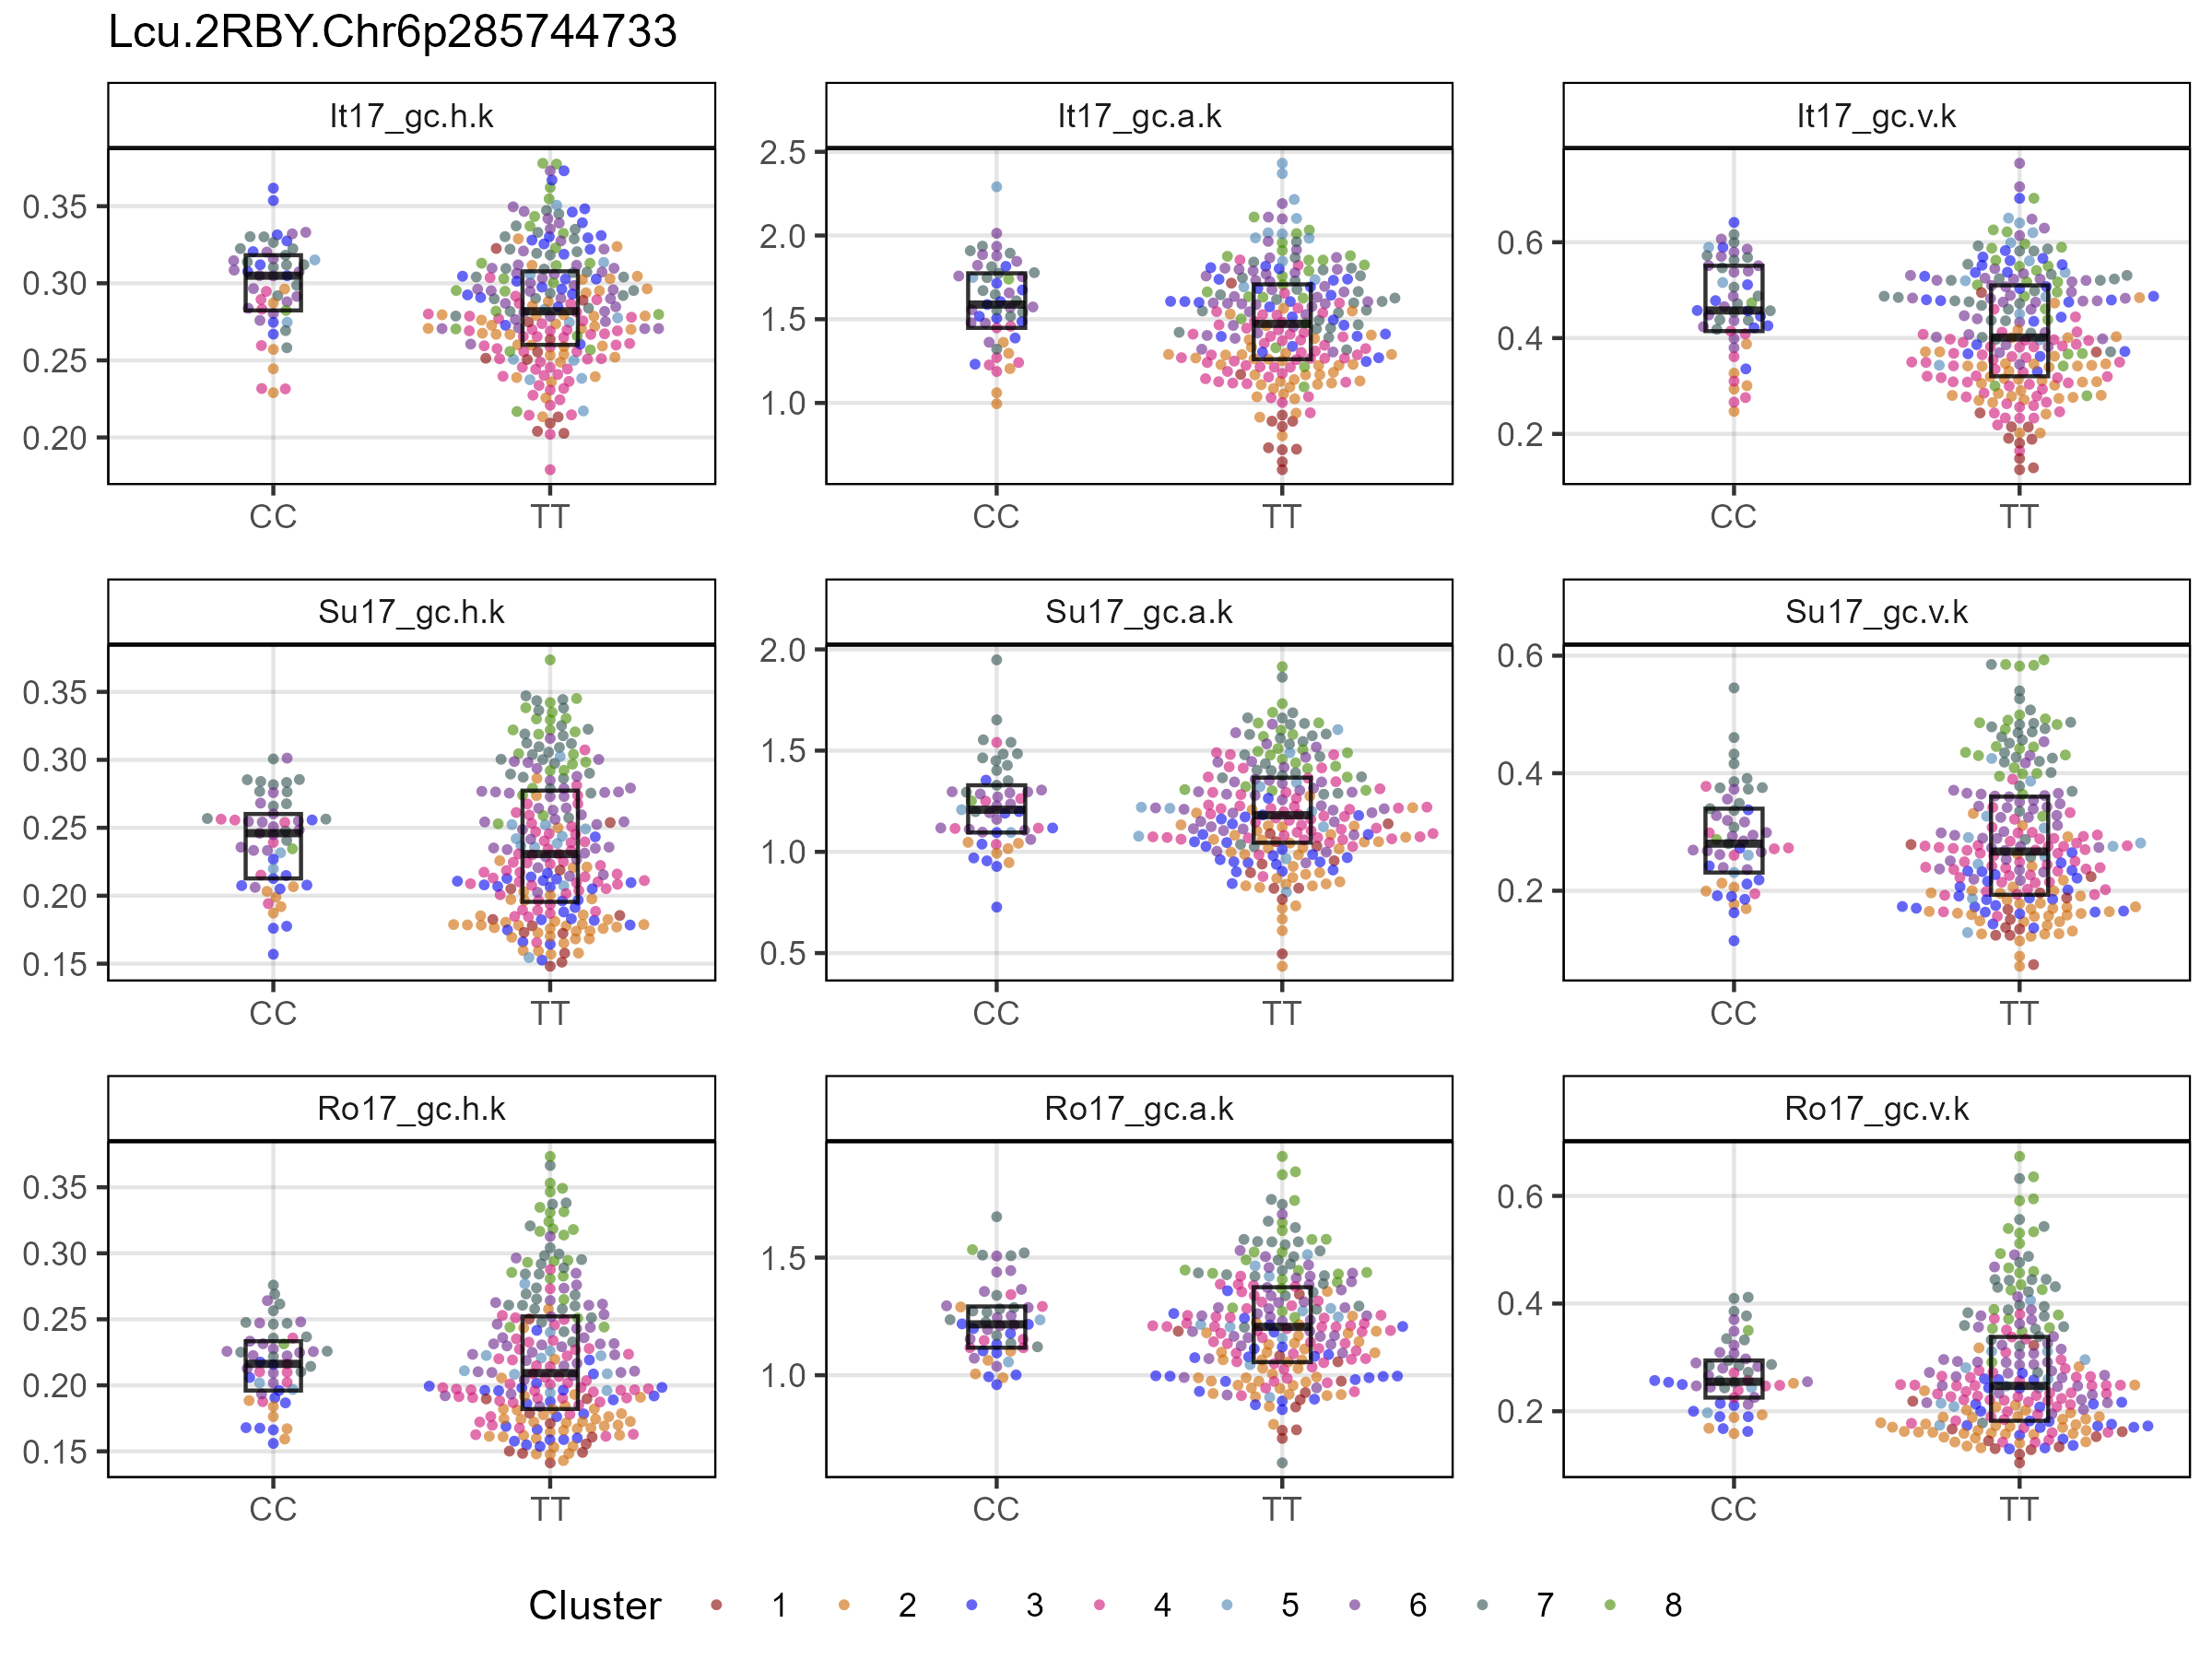 Lcu.2RBY.Chr6p285744733
It17_gc.h.k
It17_gc.a.k
It17_gc.v.k
0.35
0.30
0.25
0.20
CC
TT
2.5
2.0
1.5
1.0
CC
TT
0.6
0.4
0.2
CC
TT
Su17_gc.h.k
Su17_gc.a.k
Su17_gc.v.k
0.35
0.30
0.25
0.20
0.15
CC
TT
2.0
1.5
1.0
0.5
CC
TT
0.6
0.4
0.2
CC
TT
Ro17_gc.h.k
Ro17_gc.a.k
Ro17_gc.v.k
0.35
0.30
0.25
0.20
0.15
CC
TT
1.5
1.0
CC
TT
0.6
0.4
0.2
CC
TT
Cluster 1 2 3 4 5 6 7 8